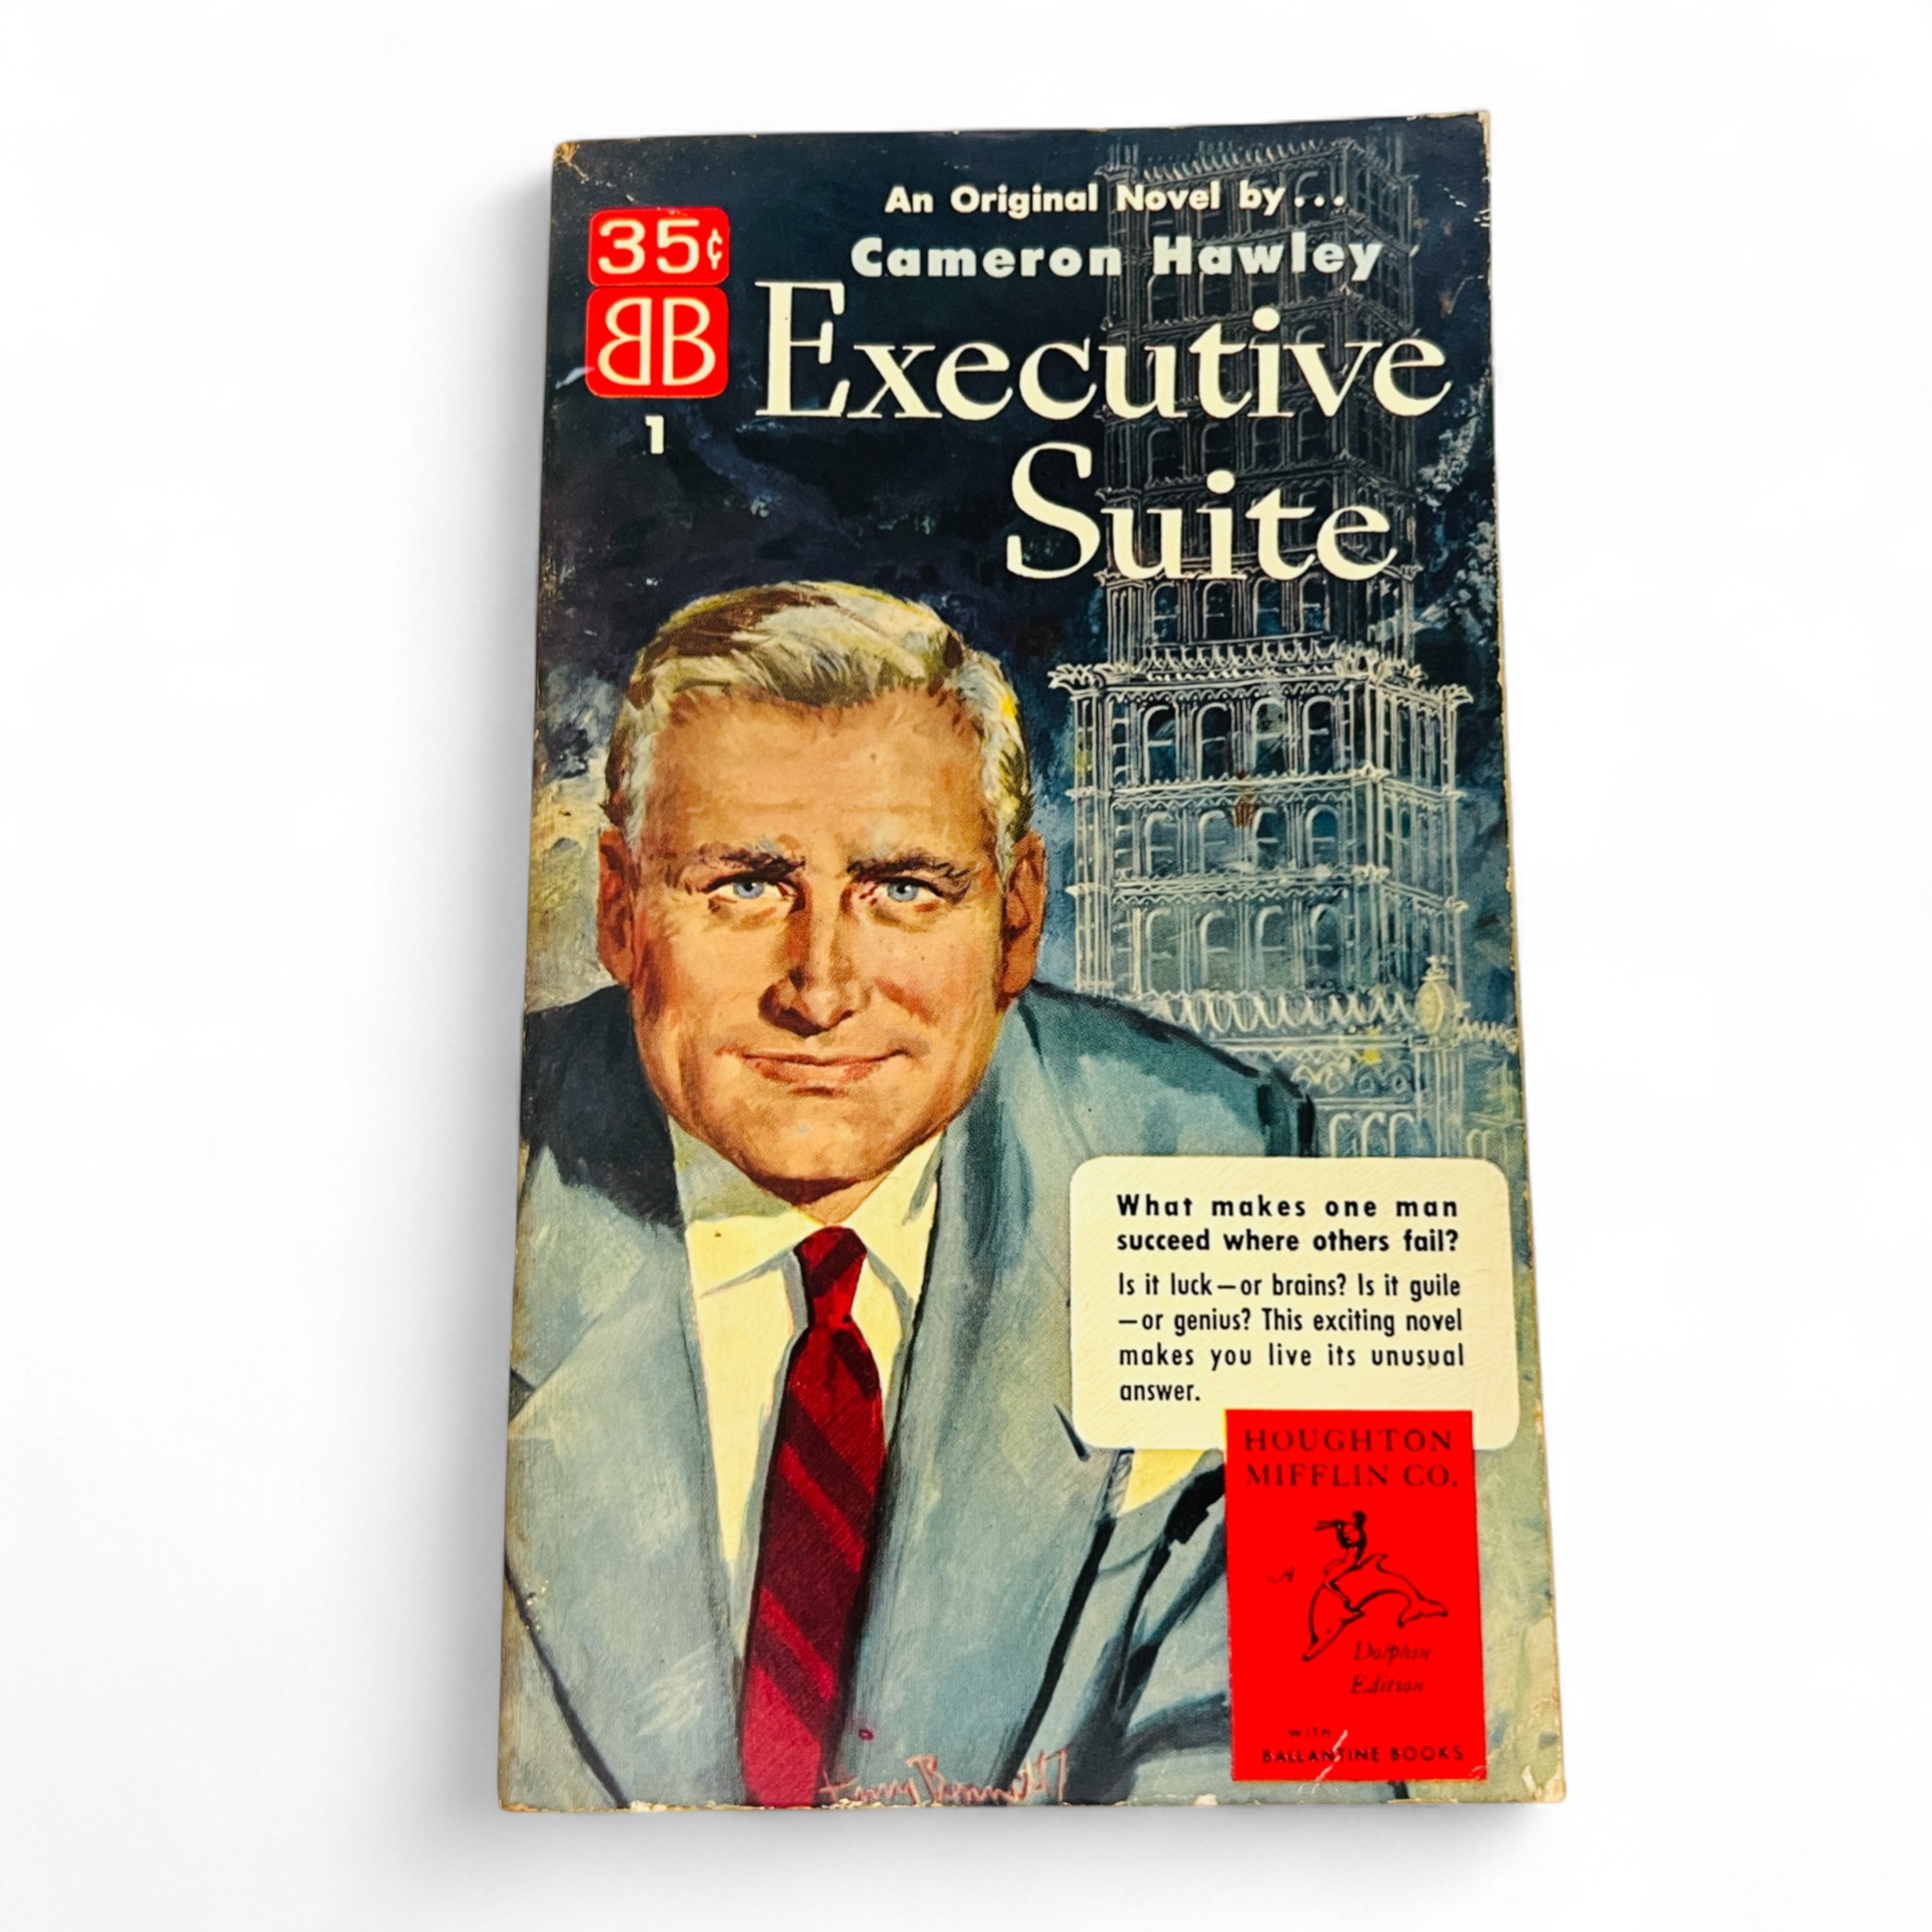 An Original Novel by...
Cameron Hawley
35¢
BB
1
Executive
Suite
What makes one man
succeed where others fail?
Is it luck—or brains? Is it guile
—or genius? This exciting novel
makes you live its unusual
answer.
HOUGHTON
MIFFLIN CO.
A
Dolphin
Edition
WITH
BALLANTINE BOOKS
Harry Bennett